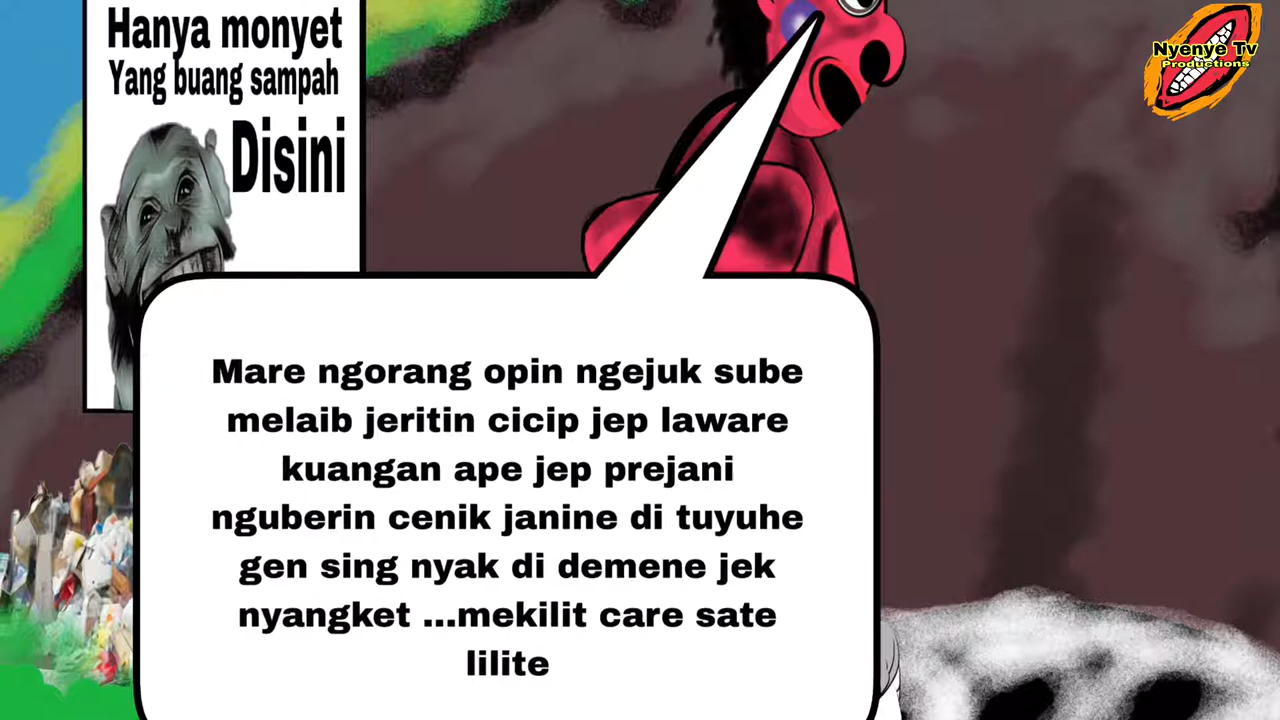 Hanya monyet
Yang buang sampah
Disini
Nyenye Tv
Productions
Mare ngorang opin ngejuk sube
melaib jeritin cicip jep laware
kuangan ape jep prejani
nguberin cenik janine di tuyuhe
gen sing nyak di demene jek
nyangket ...mekilit care sate
lilite